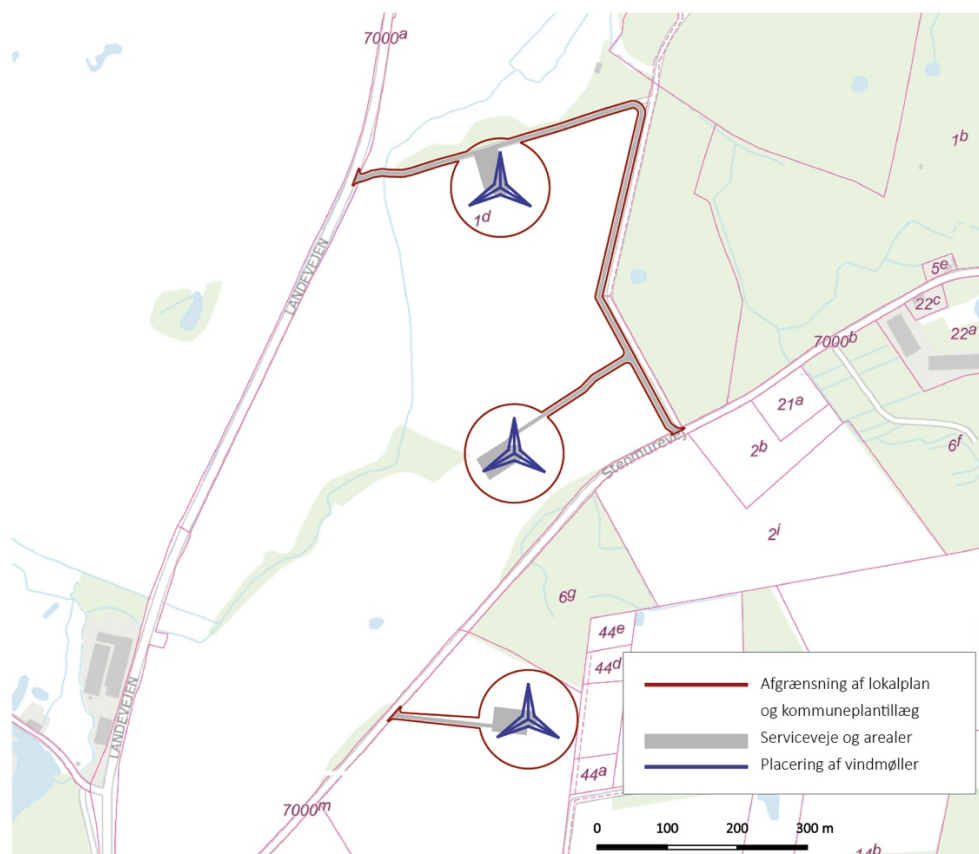 7000a
1b
1d
LANDEVEJEN
5e
22c
7000b
22a
21a
2b
6f
Stenmurevej
2i
6g
44e
44d
LANDEVEJEN
44a
7000m
Afgrænsning af lokalplan
og kommuneplantillæg
Serviceveje og arealer
Placering af vindmøller
0 100 200 300 m
14b